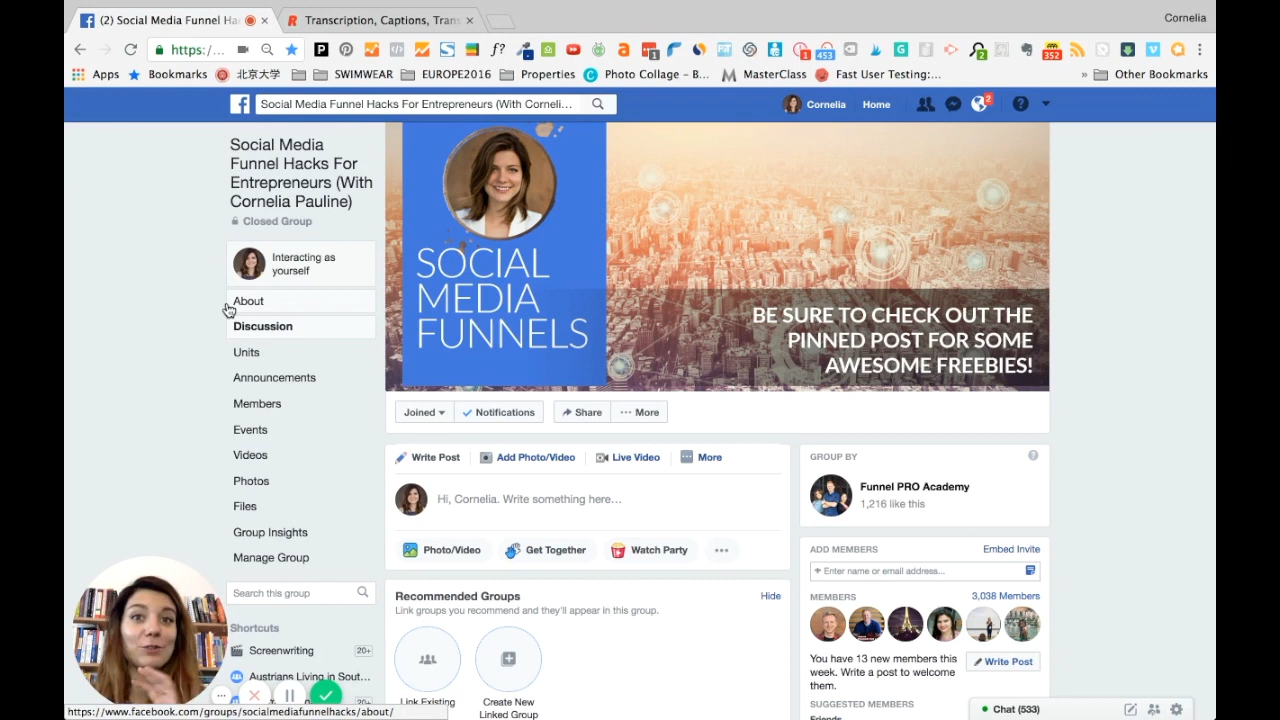 (2) Social Media Funnel Ha
Transcription, Captions, Trans
Cornelia
https:/...
1
453
2
352
Apps
Bookmarks
北京大学
SWIMWEAR
EUROPE2016
Properties
Photo Collage – B...
MasterClass
Fast User Testing:...
»
Other Bookmarks
Social Media Funnel Hacks For Entrepreneurs (With Corneli...
Cornelia
Home
2
Social Media
Funnel Hacks For
Entrepreneurs (With
Cornelia Pauline)
Closed Group
Interacting as
yourself
About
Discussion
Units
Announcements
Members
Events
Videos
Photos
Files
Group Insights
Manage Group
Search this group
Shortcuts
Screenwriting
20+
Austrians Living in Sout...
20+
https://www.facebook.com/groups/socialmediafunnelhacks/about/
SOCIAL
MEDIA
FUNNELS
BE SURE TO CHECK OUT THE
PINNED POST FOR SOME
AWESOME FREEBIES!
Joined
Notifications
Share
More
Write Post
Add Photo/Video
Live Video
More
Hi, Cornelia. Write something here...
Photo/Video
Get Together
Watch Party
Recommended Groups
Hide
Link groups you recommend and they'll appear in this group.
Link Existing
Create New
Linked Group
GROUP BY
Funnel PRO Academy
1,216 like this
ADD MEMBERS
Embed Invite
+ Enter name or email address...
MEMBERS
3,038 Members
You have 13 new members this
week. Write a post to welcome
them.
Write Post
SUGGESTED MEMBERS
Friends
Chat (533)